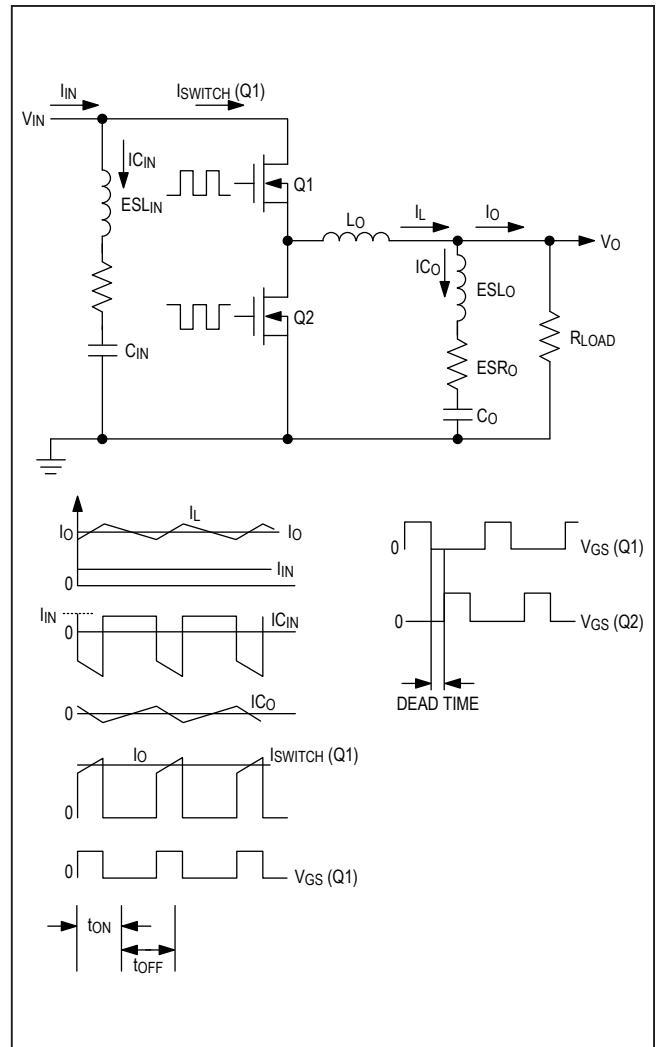 IIN
ISWITCH (Q1)
VIN
ICIN
ESLIN
Q1
LO
IL
IO
VO
ICO
ESLO
Q2
RLOAD
CIN
ESRO
CO
IL
IO
IO
IIN
0
0
VGS (Q1)
IIN
ICIN
0
0
VGS (Q2)
DEAD TIME
0
ICO
IO
ISWITCH (Q1)
0
0
VGS (Q1)
tON
tOFF